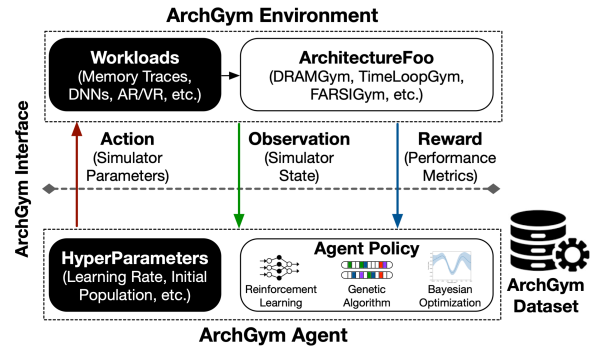 ArchGym Environment
Workloads
(Memory Traces,
DNNs, AR/VR, etc.)
ArchitectureFoo
(DRAMGym, TimeLoopGym,
FARSIGym, etc.)
ArchGym Interface
Action
(Simulator
Parameters)
Observation
(Simulator
State)
Reward
(Performance
Metrics)
HyperParameters
(Learning Rate, Initial
Population, etc.)
Agent Policy
Reinforcement
Learning
Genetic
Algorithm
Bayesian
Optimization
ArchGym
Dataset
ArchGym Agent